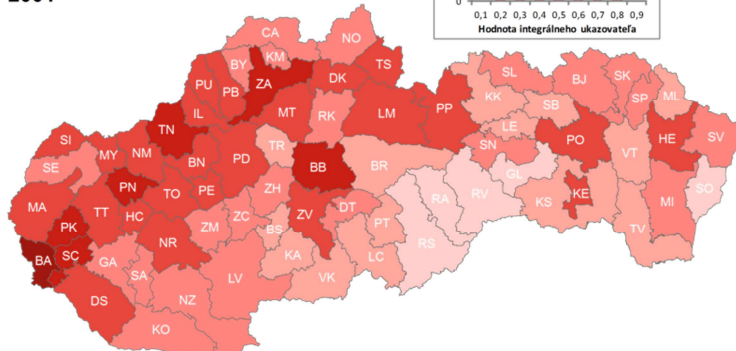 0
0,1 0,2 0,3 0,4 0,5 0,6 0,7 0,8 0,9
Hodnota integrálneho ukazovateľa
CA
NO
BY
KM
TS
PU
PB
ZA
DK
SL
BJ
SK
IL
KK
SP
ML
MT
RK
LM
PP
SB
TN
LE
SI
MY
NM
TR
SN
PO
HE
SV
SE
BN
PD
BB
BR
VT
GL
PN
TO
PE
ZH
RA
RV
KE
SO
MA
TT
HC
ZV
DT
KS
MI
PK
NR
ZM
ZC
BS
PT
TV
BA
SC
GA
KA
RS
SA
LV
VK
LC
DS
NZ
KO